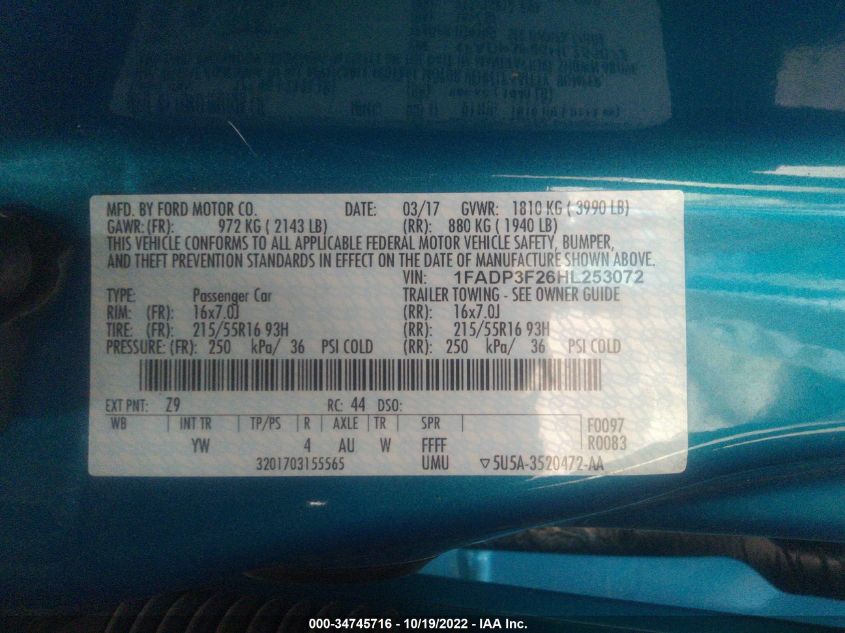 MFD. BY FORD MOTOR CO. DATE: 03/17 GVWR: 1810 KG ( 3990 LB)
GAWR: (FR): 972 KG ( 2143 LB) (RR): 880 KG ( 1940 LB)
THIS VEHICLE CONFORMS TO ALL APPLICABLE FEDERAL MOTOR VEHICLE SAFETY, BUMPER,
AND THEFT PREVENTION STANDARDS IN EFFECT ON THE DATE OF MANUFACTURE SHOWN ABOVE.
VIN: 1FADP3F26HL253072
TYPE: Passenger Car TRAILER TOWING - SEE OWNER GUIDE
RIM: (FR): 16x7.0J (RR): 16x7.0J
TIRE: (FR): 215/55R16 93H (RR): 215/55R16 93H
PRESSURE: (FR): 250 kPa/ 36 PSI COLD (RR): 250 kPa/ 36 PSI COLD
EXT PNT: Z9 RC: 44 DSO:
WB INT TR TP/PS R AXLE TR SPR F0097
YW 4 AU W FFFF R0083
3201703155565 UMU ▽5U5A-3520472-AA
000-34745716 - 10/19/2022 - IAA Inc.